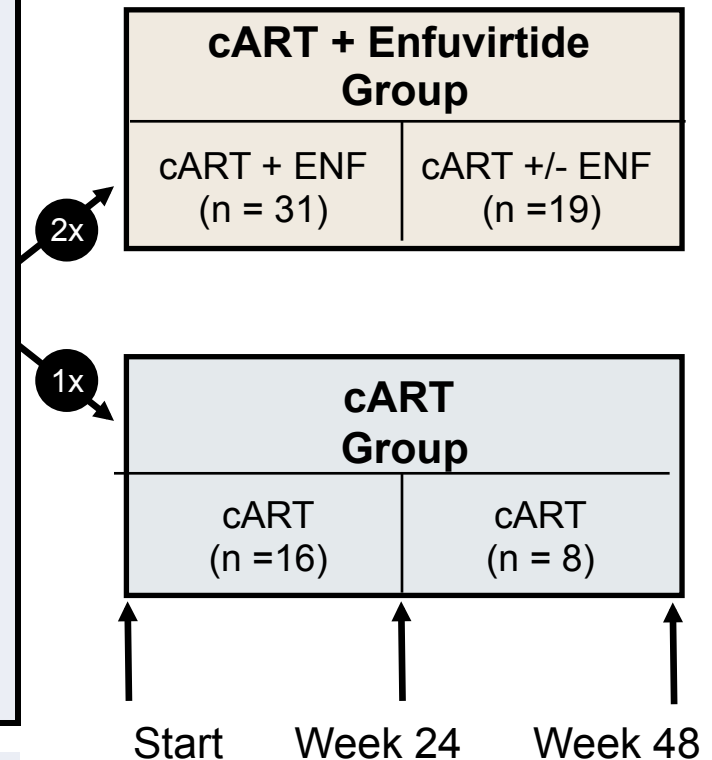 cART + Enfuvirtide
Group
cART + ENF
(n = 31)
cART +/- ENF
(n =19)
2x
1x
cART
Group
cART
(n =16)
cART
(n = 8)
Start
Week 24
Week 48